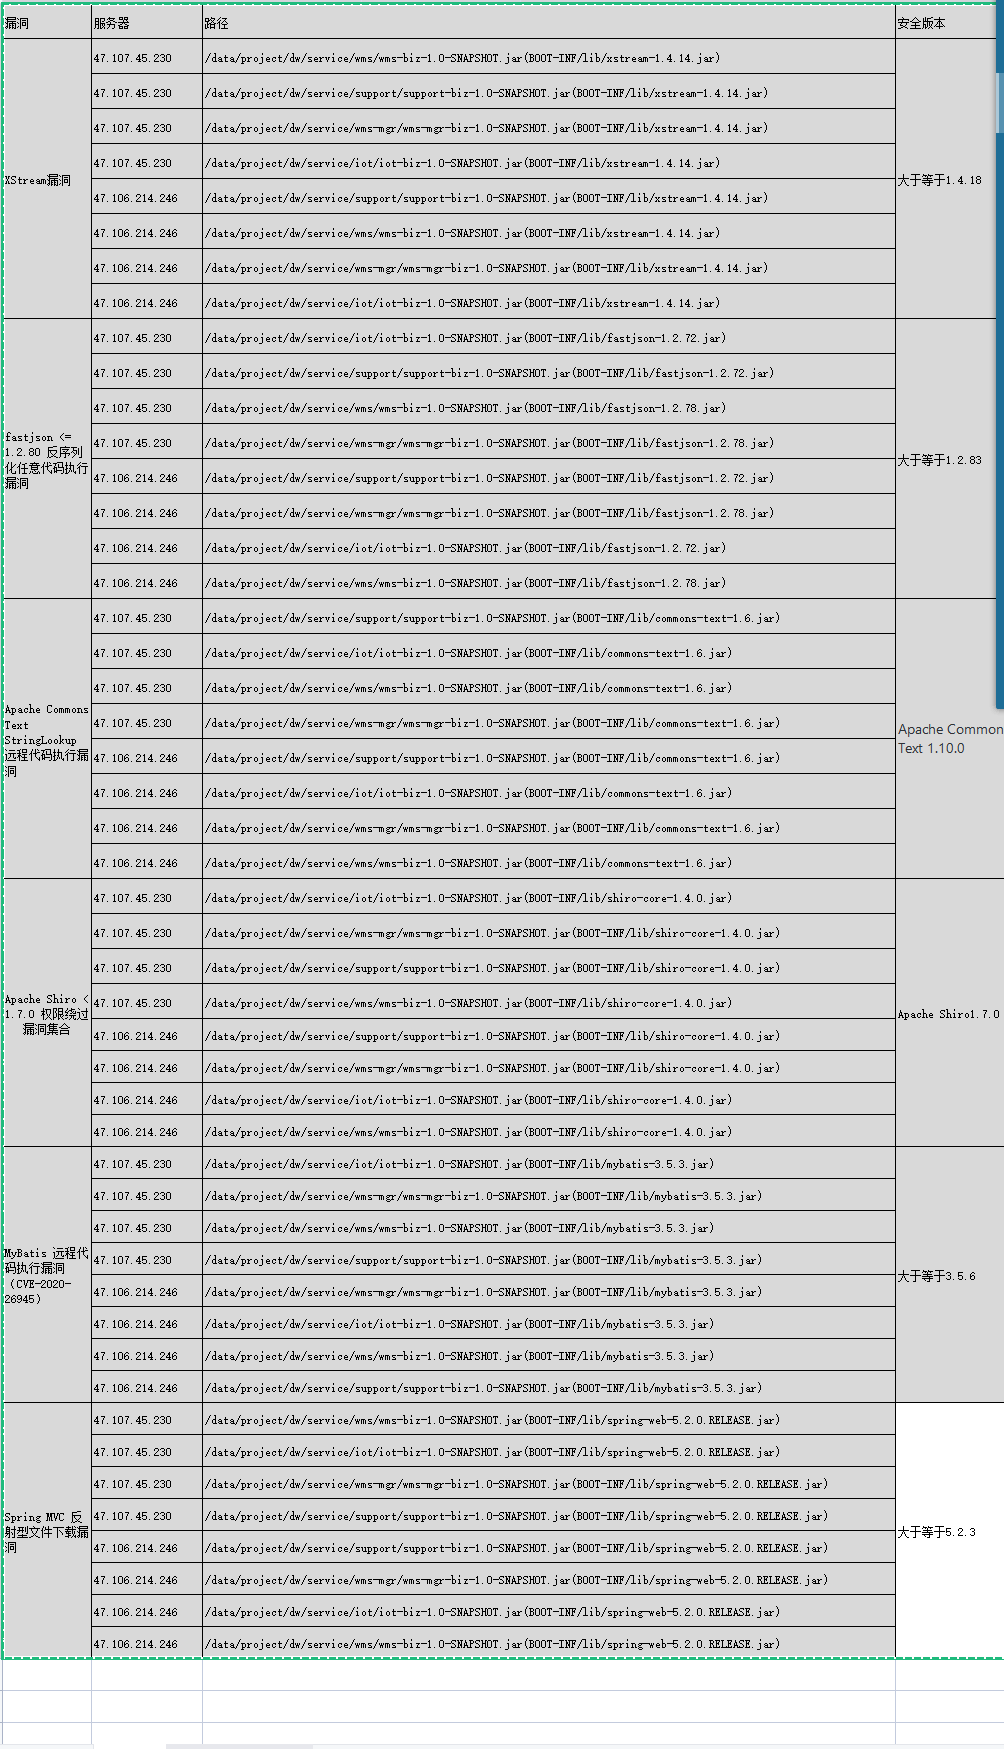 漏洞 服务器 路径 安全版本
47.107.45.230 /data/project/dw/service/wms/wms-biz-1.0-SNAPSHOT.jar(BOOT-INF/lib/xstream-1.4.14.jar)
47.107.45.230 /data/project/dw/service/support/support-biz-1.0-SNAPSHOT.jar(BOOT-INF/lib/xstream-1.4.14.jar)
47.107.45.230 /data/project/dw/service/wms-mgr/wms-mgr-biz-1.0-SNAPSHOT.jar(BOOT-INF/lib/xstream-1.4.14.jar)
47.107.45.230 /data/project/dw/service/iot/iot-biz-1.0-SNAPSHOT.jar(BOOT-INF/lib/xstream-1.4.14.jar)
XStream漏洞 大于等于1.4.18
47.106.214.246 /data/project/dw/service/support/support-biz-1.0-SNAPSHOT.jar(BOOT-INF/lib/xstream-1.4.14.jar)
47.106.214.246 /data/project/dw/service/wms/wms-biz-1.0-SNAPSHOT.jar(BOOT-INF/lib/xstream-1.4.14.jar)
47.106.214.246 /data/project/dw/service/wms-mgr/wms-mgr-biz-1.0-SNAPSHOT.jar(BOOT-INF/lib/xstream-1.4.14.jar)
47.106.214.246 /data/project/dw/service/iot/iot-biz-1.0-SNAPSHOT.jar(BOOT-INF/lib/xstream-1.4.14.jar)
47.107.45.230 /data/project/dw/service/iot/iot-biz-1.0-SNAPSHOT.jar(BOOT-INF/lib/fastjson-1.2.72.jar)
47.107.45.230 /data/project/dw/service/support/support-biz-1.0-SNAPSHOT.jar(BOOT-INF/lib/fastjson-1.2.72.jar)
47.107.45.230 /data/project/dw/service/wms/wms-biz-1.0-SNAPSHOT.jar(BOOT-INF/lib/fastjson-1.2.78.jar)
47.107.45.230 /data/project/dw/service/wms-mgr/wms-mgr-biz-1.0-SNAPSHOT.jar(BOOT-INF/lib/fastjson-1.2.78.jar)
fastjson <=
1.2.80 反序列
化任意代码执行
漏洞
大于等于1.2.83
47.106.214.246 /data/project/dw/service/support/support-biz-1.0-SNAPSHOT.jar(BOOT-INF/lib/fastjson-1.2.72.jar)
47.106.214.246 /data/project/dw/service/wms-mgr/wms-mgr-biz-1.0-SNAPSHOT.jar(BOOT-INF/lib/fastjson-1.2.78.jar)
47.106.214.246 /data/project/dw/service/iot/iot-biz-1.0-SNAPSHOT.jar(BOOT-INF/lib/fastjson-1.2.72.jar)
47.106.214.246 /data/project/dw/service/wms/wms-biz-1.0-SNAPSHOT.jar(BOOT-INF/lib/fastjson-1.2.78.jar)
47.107.45.230 /data/project/dw/service/support/support-biz-1.0-SNAPSHOT.jar(BOOT-INF/lib/commons-text-1.6.jar)
47.107.45.230 /data/project/dw/service/iot/iot-biz-1.0-SNAPSHOT.jar(BOOT-INF/lib/commons-text-1.6.jar)
47.107.45.230 /data/project/dw/service/wms/wms-biz-1.0-SNAPSHOT.jar(BOOT-INF/lib/commons-text-1.6.jar)
47.107.45.230 /data/project/dw/service/wms-mgr/wms-mgr-biz-1.0-SNAPSHOT.jar(BOOT-INF/lib/commons-text-1.6.jar)
Apache Commons
Text
StringLookup
远程代码执行漏
洞
Apache Common
Text 1.10.0
47.106.214.246 /data/project/dw/service/support/support-biz-1.0-SNAPSHOT.jar(BOOT-INF/lib/commons-text-1.6.jar)
47.106.214.246 /data/project/dw/service/iot/iot-biz-1.0-SNAPSHOT.jar(BOOT-INF/lib/commons-text-1.6.jar)
47.106.214.246 /data/project/dw/service/wms-mgr/wms-mgr-biz-1.0-SNAPSHOT.jar(BOOT-INF/lib/commons-text-1.6.jar)
47.106.214.246 /data/project/dw/service/wms/wms-biz-1.0-SNAPSHOT.jar(BOOT-INF/lib/commons-text-1.6.jar)
47.107.45.230 /data/project/dw/service/iot/iot-biz-1.0-SNAPSHOT.jar(BOOT-INF/lib/shiro-core-1.4.0.jar)
47.107.45.230 /data/project/dw/service/wms-mgr/wms-mgr-biz-1.0-SNAPSHOT.jar(BOOT-INF/lib/shiro-core-1.4.0.jar)
47.107.45.230 /data/project/dw/service/support/support-biz-1.0-SNAPSHOT.jar(BOOT-INF/lib/shiro-core-1.4.0.jar)
47.107.45.230 /data/project/dw/service/wms/wms-biz-1.0-SNAPSHOT.jar(BOOT-INF/lib/shiro-core-1.4.0.jar)
Apache Shiro <
1.7.0 权限绕过
漏洞集合
Apache Shiro1.7.0
47.106.214.246 /data/project/dw/service/support/support-biz-1.0-SNAPSHOT.jar(BOOT-INF/lib/shiro-core-1.4.0.jar)
47.106.214.246 /data/project/dw/service/wms-mgr/wms-mgr-biz-1.0-SNAPSHOT.jar(BOOT-INF/lib/shiro-core-1.4.0.jar)
47.106.214.246 /data/project/dw/service/iot/iot-biz-1.0-SNAPSHOT.jar(BOOT-INF/lib/shiro-core-1.4.0.jar)
47.106.214.246 /data/project/dw/service/wms/wms-biz-1.0-SNAPSHOT.jar(BOOT-INF/lib/shiro-core-1.4.0.jar)
47.107.45.230 /data/project/dw/service/iot/iot-biz-1.0-SNAPSHOT.jar(BOOT-INF/lib/mybatis-3.5.3.jar)
47.107.45.230 /data/project/dw/service/wms-mgr/wms-mgr-biz-1.0-SNAPSHOT.jar(BOOT-INF/lib/mybatis-3.5.3.jar)
47.107.45.230 /data/project/dw/service/wms/wms-biz-1.0-SNAPSHOT.jar(BOOT-INF/lib/mybatis-3.5.3.jar)
47.107.45.230 /data/project/dw/service/support/support-biz-1.0-SNAPSHOT.jar(BOOT-INF/lib/mybatis-3.5.3.jar)
MyBatis 远程代
码执行漏洞
（CVE-2020-
26945）
大于等于3.5.6
47.106.214.246 /data/project/dw/service/wms-mgr/wms-mgr-biz-1.0-SNAPSHOT.jar(BOOT-INF/lib/mybatis-3.5.3.jar)
47.106.214.246 /data/project/dw/service/iot/iot-biz-1.0-SNAPSHOT.jar(BOOT-INF/lib/mybatis-3.5.3.jar)
47.106.214.246 /data/project/dw/service/wms/wms-biz-1.0-SNAPSHOT.jar(BOOT-INF/lib/mybatis-3.5.3.jar)
47.106.214.246 /data/project/dw/service/support/support-biz-1.0-SNAPSHOT.jar(BOOT-INF/lib/mybatis-3.5.3.jar)
47.107.45.230 /data/project/dw/service/wms/wms-biz-1.0-SNAPSHOT.jar(BOOT-INF/lib/spring-web-5.2.0.RELEASE.jar)
47.107.45.230 /data/project/dw/service/iot/iot-biz-1.0-SNAPSHOT.jar(BOOT-INF/lib/spring-web-5.2.0.RELEASE.jar)
47.107.45.230 /data/project/dw/service/wms-mgr/wms-mgr-biz-1.0-SNAPSHOT.jar(BOOT-INF/lib/spring-web-5.2.0.RELEASE.jar)
47.107.45.230 /data/project/dw/service/support/support-biz-1.0-SNAPSHOT.jar(BOOT-INF/lib/spring-web-5.2.0.RELEASE.jar)
Spring MVC 反
射型文件下载漏
洞
大于等于5.2.3
47.106.214.246 /data/project/dw/service/support/support-biz-1.0-SNAPSHOT.jar(BOOT-INF/lib/spring-web-5.2.0.RELEASE.jar)
47.106.214.246 /data/project/dw/service/wms-mgr/wms-mgr-biz-1.0-SNAPSHOT.jar(BOOT-INF/lib/spring-web-5.2.0.RELEASE.jar)
47.106.214.246 /data/project/dw/service/iot/iot-biz-1.0-SNAPSHOT.jar(BOOT-INF/lib/spring-web-5.2.0.RELEASE.jar)
47.106.214.246 /data/project/dw/service/wms/wms-biz-1.0-SNAPSHOT.jar(BOOT-INF/lib/spring-web-5.2.0.RELEASE.jar)